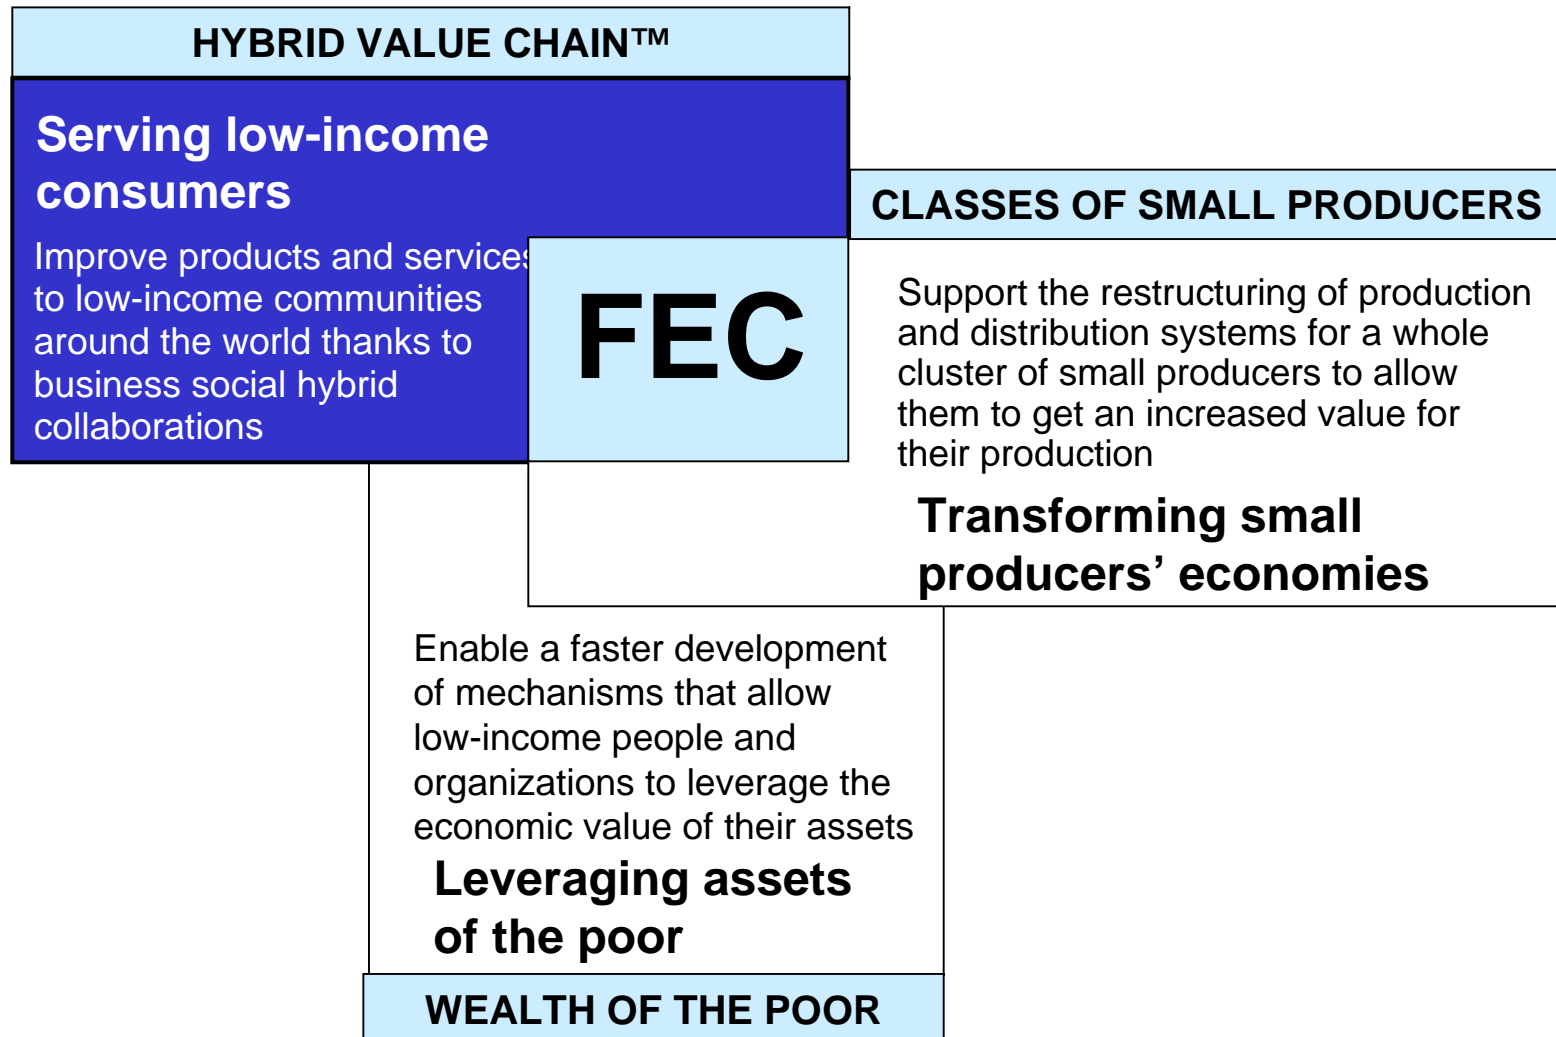 HYBRID VALUE CHAIN™
Serving low-income
consumers
Improve products and services
to low-income communities
around the world thanks to
business social hybrid
collaborations
FEC
CLASSES OF SMALL PRODUCERS
Support the restructuring of production
and distribution systems for a whole
cluster of small producers to allow
them to get an increased value for
their production
Transforming small
producers’ economies
Enable a faster development
of mechanisms that allow
low-income people and
organizations to leverage the
economic value of their assets
Leveraging assets
of the poor
WEALTH OF THE POOR